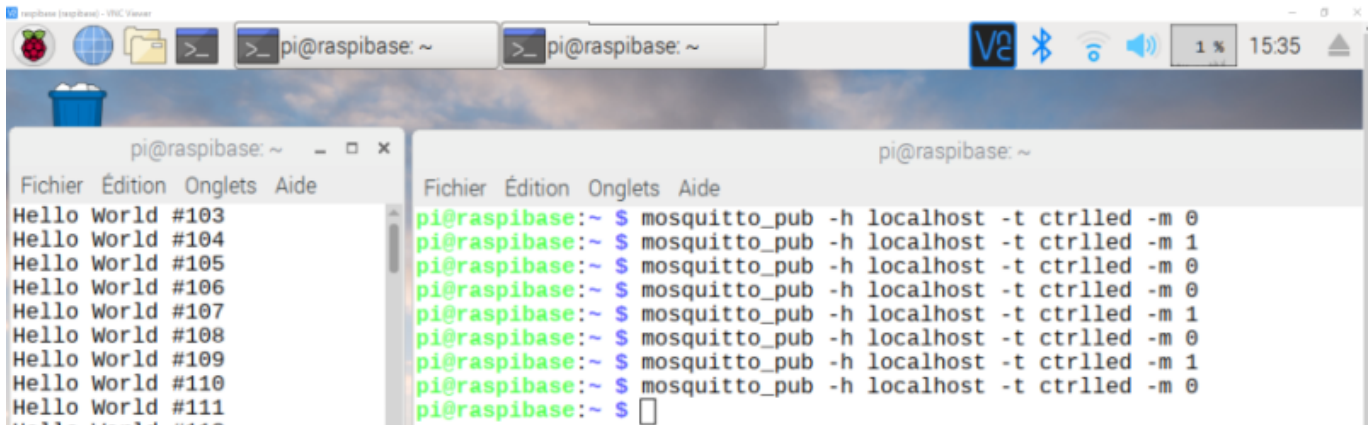 raspibase (raspibase) - VNC Viewer
pi@raspibase: ~
pi@raspibase: ~
1 %
15:35
pi@raspibase: ~
Fichier Édition Onglets Aide
Hello World #103
Hello World #104
Hello World #105
Hello World #106
Hello World #107
Hello World #108
Hello World #109
Hello World #110
Hello World #111
pi@raspibase: ~
Fichier Édition Onglets Aide
pi@raspibase:~ $ mosquitto_pub -h localhost -t ctrlled -m 0
pi@raspibase:~ $ mosquitto_pub -h localhost -t ctrlled -m 1
pi@raspibase:~ $ mosquitto_pub -h localhost -t ctrlled -m 0
pi@raspibase:~ $ mosquitto_pub -h localhost -t ctrlled -m 0
pi@raspibase:~ $ mosquitto_pub -h localhost -t ctrlled -m 1
pi@raspibase:~ $ mosquitto_pub -h localhost -t ctrlled -m 0
pi@raspibase:~ $ mosquitto_pub -h localhost -t ctrlled -m 1
pi@raspibase:~ $ mosquitto_pub -h localhost -t ctrlled -m 0
pi@raspibase:~ $